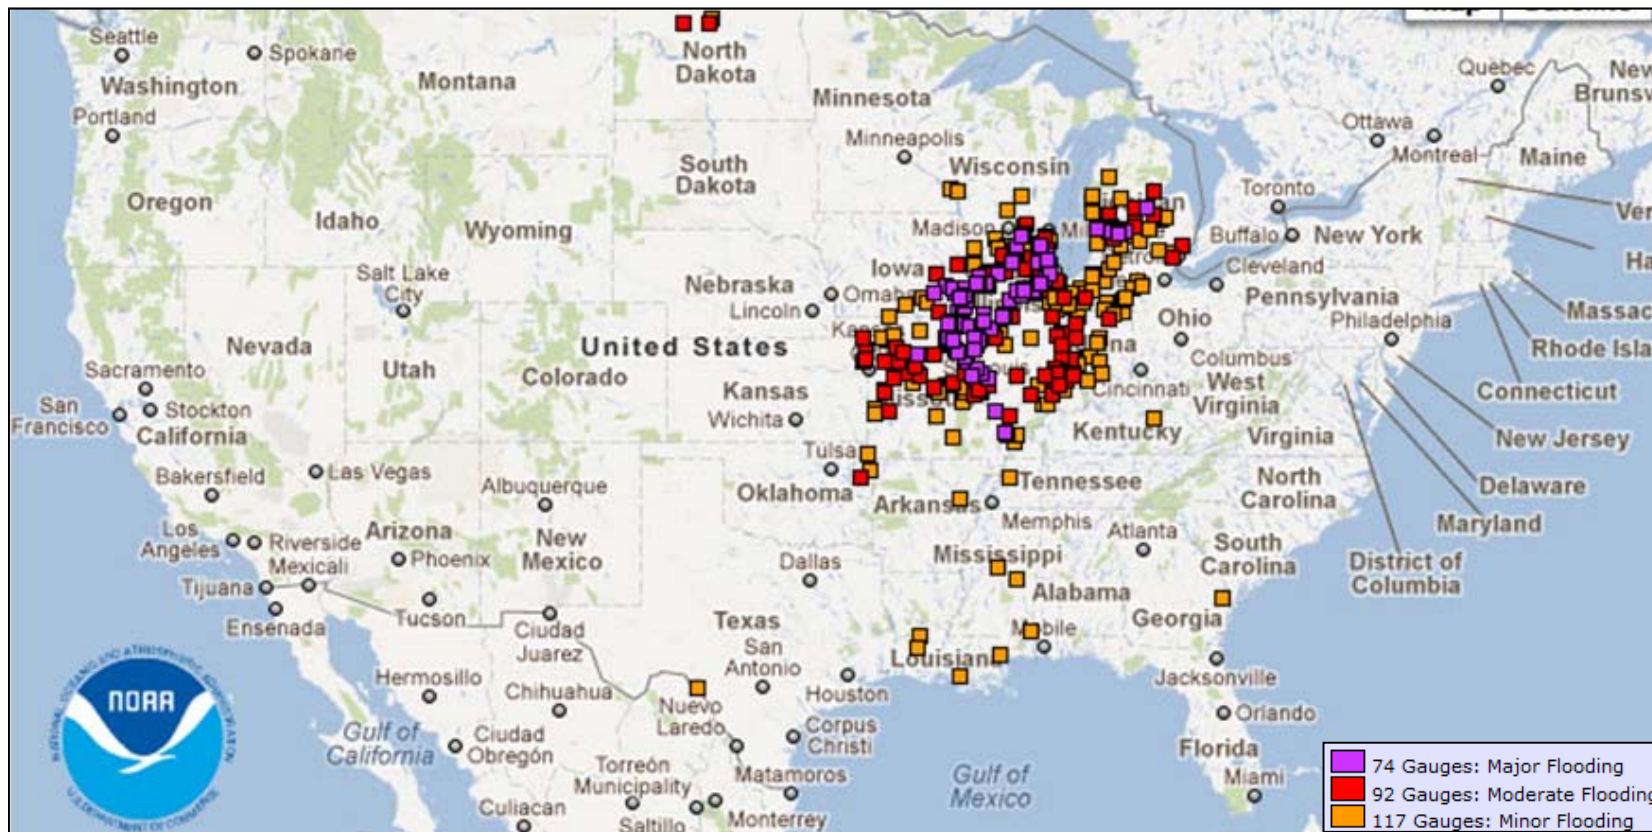 Seattle
Spokane
Washington
Montana
North
Dakota
Portland
Minnesota
Minneapolis
Quebec
New
Ottawa
Montreal
Maine
Oregon
Idaho
Wyoming
South
Dakota
Wisconsin
Toronto
Buffalo
New York
Madison
Salt Lake
City
Nebraska
Iowa
Lincoln
Cleveland
Pennsylvania
Philadelphia
Ohio
Columbus
Nevada
Utah
Colorado
United States
Kansas
Wichita
Cincinnati
West
Virginia
Virginia
Kentucky
Rhode Isla
Connecticut
New Jersey
Delaware
Maryland
District of
Columbia
Sacramento
Stockton
San
Francisco
California
Bakersfield
Las Vegas
Los
Angeles
Riverside
Mexicali
Tijuana
Ensenada
Arizona
Phoenix
Tucson
Albuquerque
New
Mexico
Tulsa
Oklahoma
Arkansas
Memphis
Tennessee
North
Carolina
Atlanta
South
Carolina
Mississippi
Alabama
Georgia
Dallas
Texas
San
Antonio
Houston
Louisiana
Jacksonville
Orlando
Florida
Miami
Ciudad
Juarez
Hermosillo
Chihuahua
Nuevo
Laredo
Corpus
Christi
Gulf of
California
Ciudad
Obregón
Torreón
Municipality
Matamoros
Culiacan
Saltillo
Monterrey
Gulf of
Mexico
NOAA
74 Gauges: Major Flooding
92 Gauges: Moderate Flooding
117 Gauges: Minor Flooding